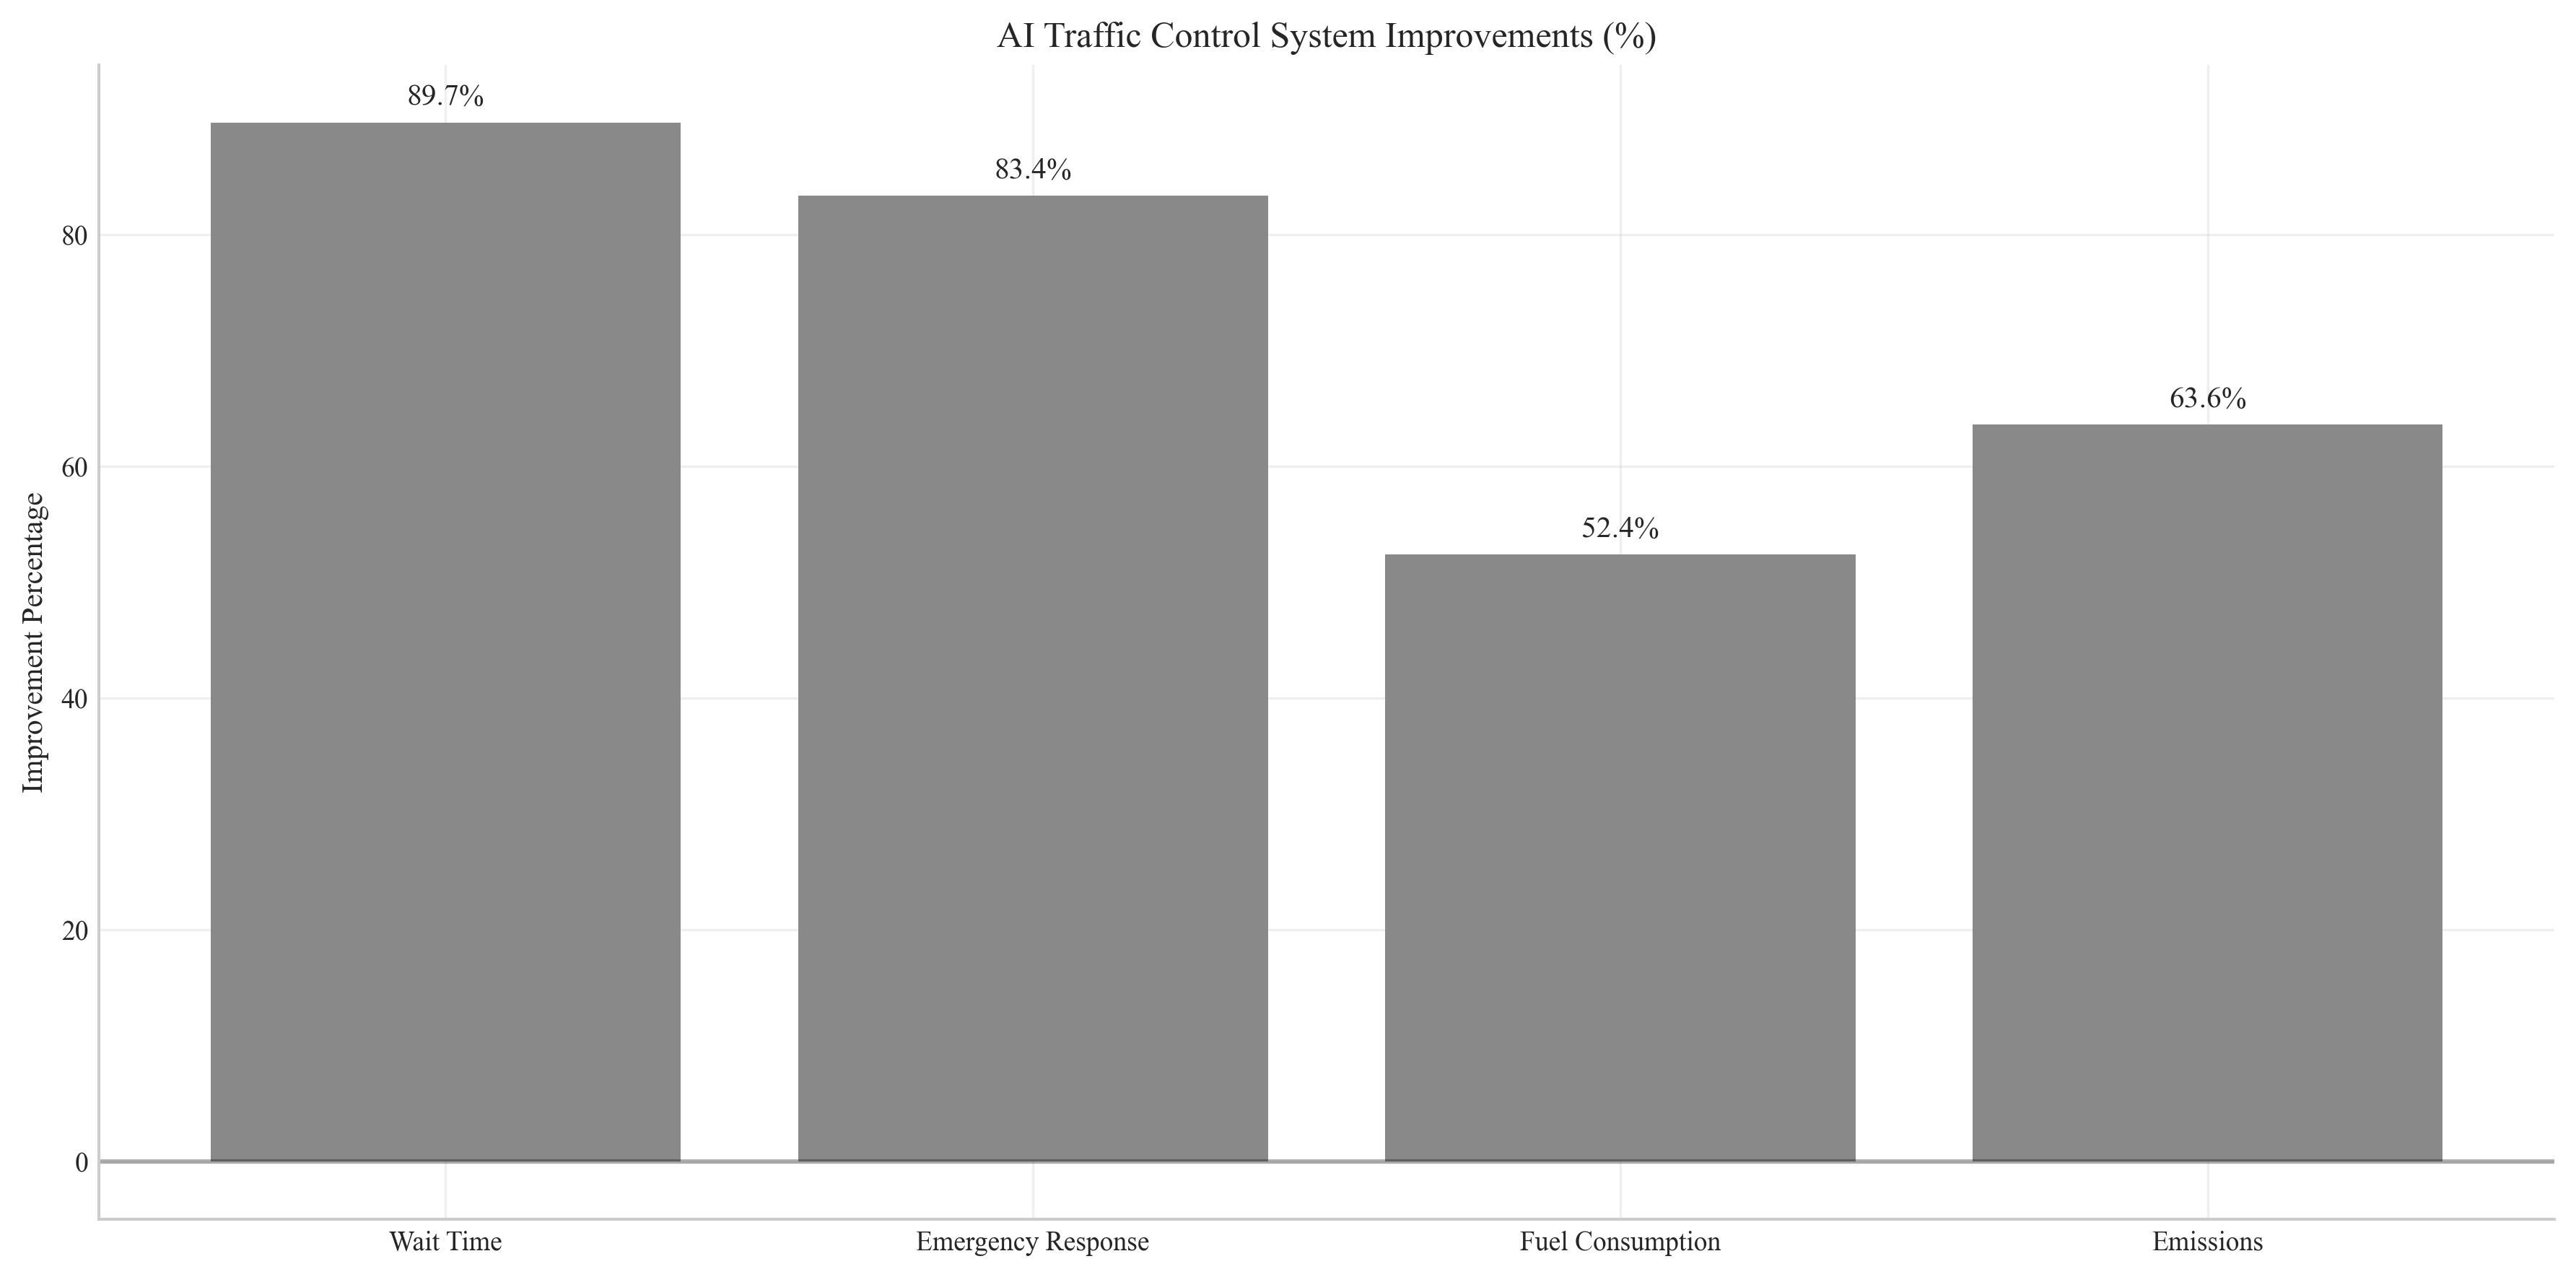 AI Traffic Control System Improvements (%)
89.7%
83.4%
63.6%
52.4%
Improvement Percentage
80
60
40
20
0
Wait Time
Emergency Response
Fuel Consumption
Emissions